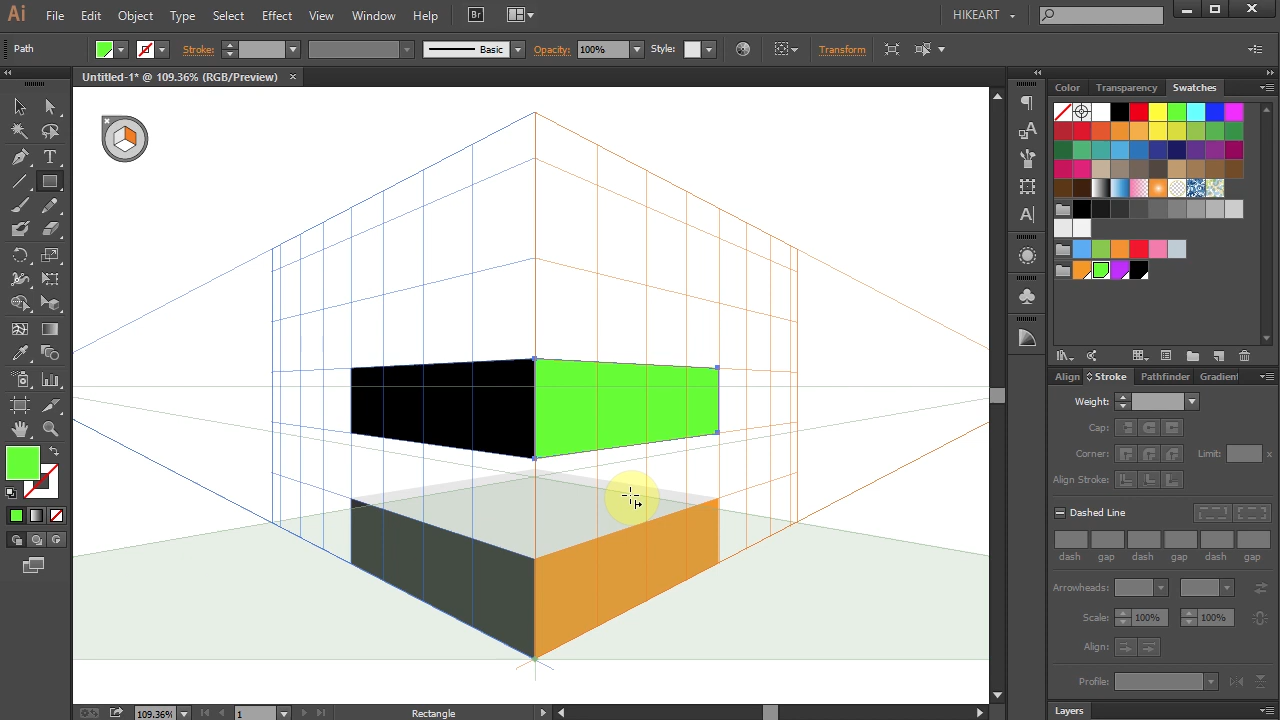 Ai File Edit Object Type Select Effect View Window Help Br HIKEART
Path Stroke: Basic Opacity: 100% Style: Transform
Untitled-1* @ 109.36% (RGB/Preview) ×
Color Transparency Swatches
Align Stroke Pathfinder Gradient
Weight:
Cap:
Corner: Limit: x
Align Stroke:
Dashed Line
dash gap dash gap dash gap
Arrowheads:
Scale: 100% 100%
Align:
Profile:
Layers
109.36% 1 Rectangle